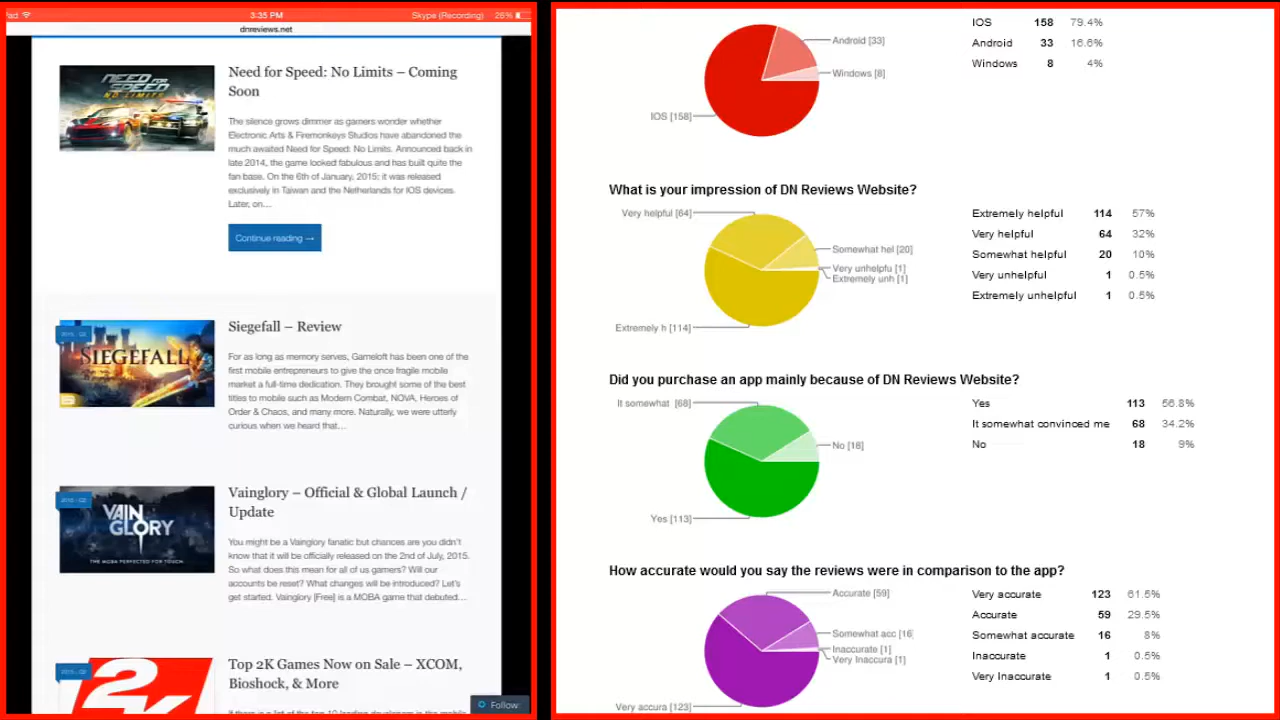 Pad
3:35 PM
Skype (Recording)
26%
dnreviews.net
NEED FOR SPEED
NO LIMITS
Need for Speed: No Limits – Coming
Soon
The silence grows dimmer as gamers wonder whether
Electronic Arts & Firemonkeys Studios have abandoned the
much awaited Need for Speed: No Limits. Announced back in
late 2014, the game looked fabulous and has built quite the
fan base. On the 6th of January, 2015; it was released
exclusively in Taiwan and the Netherlands for IOS devices.
Later, on…
Continue reading →
SIEGEFALL
Siegefall – Review
For as long as memory serves, Gameloft has been one of the
first mobile entrepreneurs to give the once fragile mobile
market a full-time dedication. They brought some of the best
titles to mobile such as Modern Combat, NOVA, Heroes of
Order & Chaos, and many more. Naturally, we were utterly
curious when we heard that…
VAIN
GLORY
THE MOBA PERFECTED FOR TOUCH
Vainglory – Official & Global Launch /
Update
You might be a Vainglory fanatic but chances are you didn't
know that it will be officially released on the 2nd of July, 2015.
So what does this mean for all of us gamers? Will our
accounts be reset? What changes will be introduced? Let's
get started. Vainglory [Free] is a MOBA game that debuted…
2K
Top 2K Games Now on Sale – XCOM,
Bioshock, & More
Follow
Android [33]
Windows [8]
IOS [158]
IOS 158 79.4%
Android 33 16.6%
Windows 8 4%
What is your impression of DN Reviews Website?
Very helpful [64]
Somewhat hel [20]
Very unhelpfu [1]
Extremely unh [1]
Extremely h [114]
Extremely helpful 114 57%
Very helpful 64 32%
Somewhat helpful 20 10%
Very unhelpful 1 0.5%
Extremely unhelpful 1 0.5%
Did you purchase an app mainly because of DN Reviews Website?
It somewhat [68]
No [18]
Yes [113]
Yes 113 56.8%
It somewhat convinced me 68 34.2%
No 18 9%
How accurate would you say the reviews were in comparison to the app?
Accurate [59]
Somewhat acc [16]
Inaccurate [1]
Very Inaccura [1]
Very accura [123]
Very accurate 123 61.5%
Accurate 59 29.5%
Somewhat accurate 16 8%
Inaccurate 1 0.5%
Very Inaccurate 1 0.5%